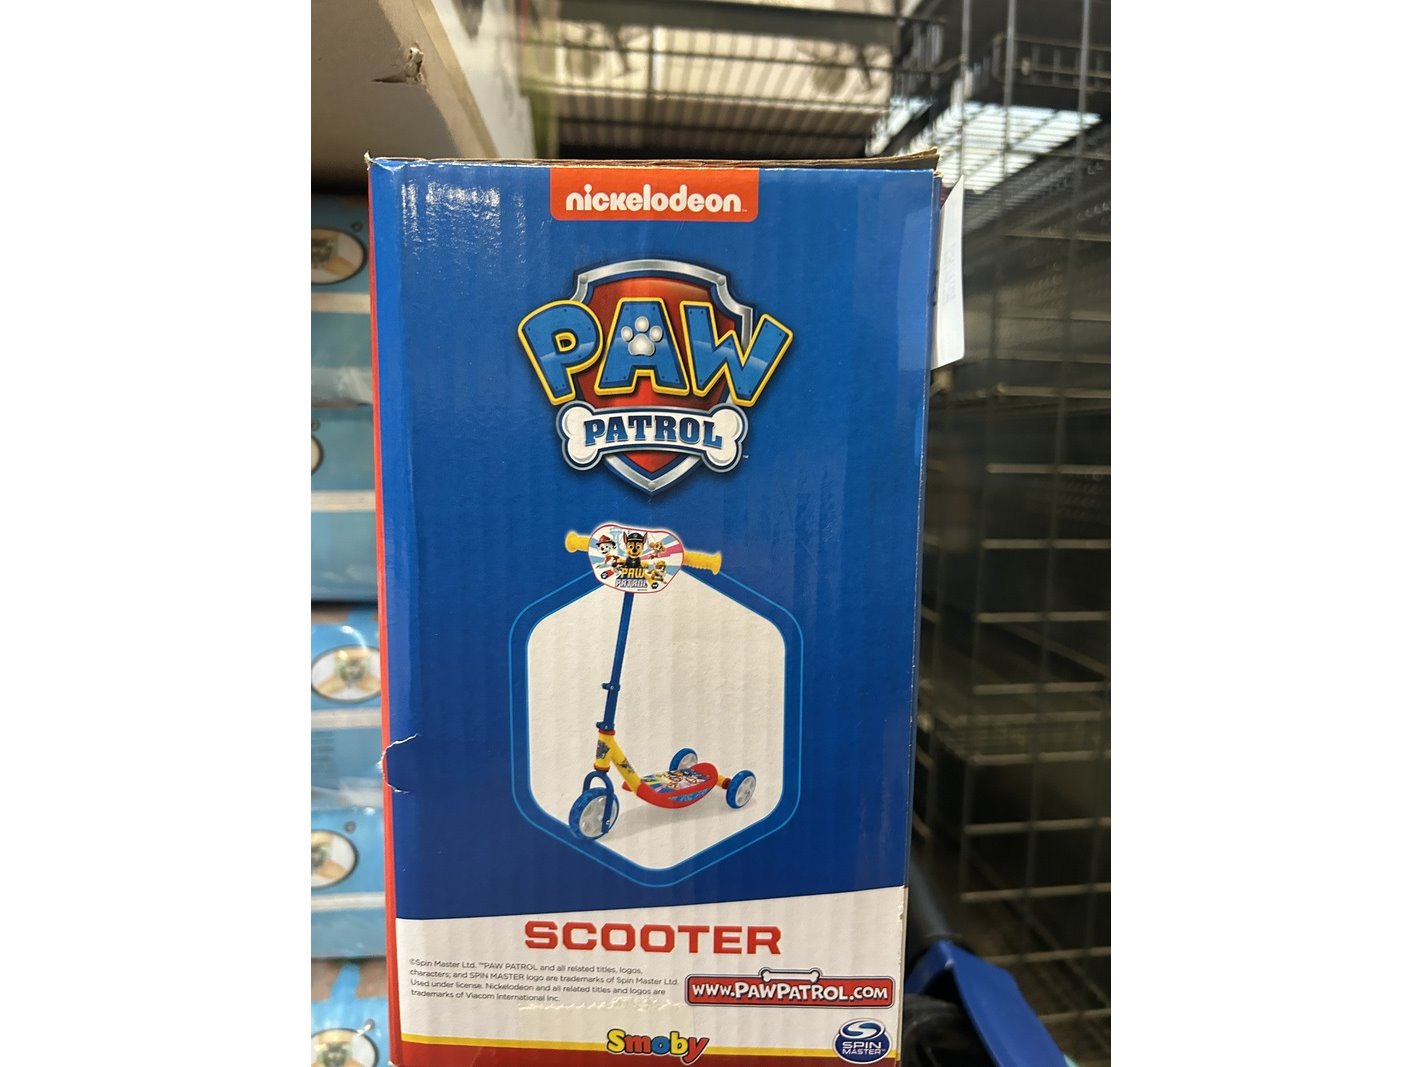 nickelodeon
PAW
PATROL
PAW
PATROL
SCOOTER
©Spin Master Ltd. ™PAW PATROL and all related titles, logos,
characters; and SPIN MASTER logo are trademarks of Spin Master Ltd.
Used under license. Nickelodeon and all related titles and logos are
trademarks of Viacom International Inc.
www.PAWPATROL.COM
Smoby
SPIN
MASTER